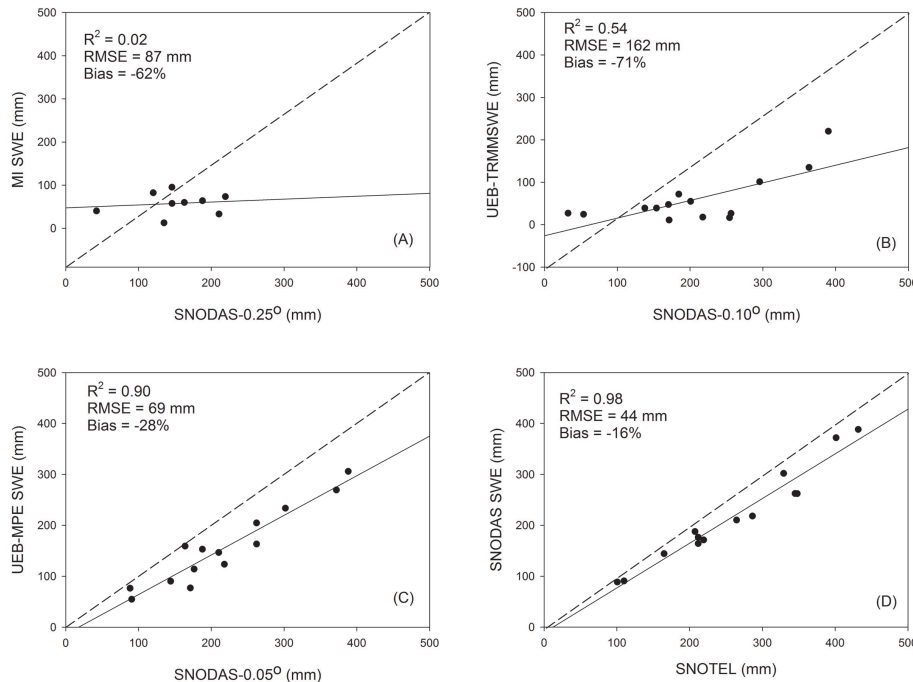 R2 = 0.02
RMSE = 87 mm
Bias = -62%
500
400
300
200
100
0
MI SWE (mm)
(A)
0 100 200 300 400 500
SNODAS-0.25o (mm)
R2 = 0.54
RMSE = 162 mm
Bias = -71%
500
400
300
200
100
0
-100
UEB-TRMMSWE (mm)
(B)
0 100 200 300 400 500
SNODAS-0.10o (mm)
R2 = 0.90
RMSE = 69 mm
Bias = -28%
500
400
300
200
100
0
UEB-MPE SWE (mm)
(C)
0 100 200 300 400 500
SNODAS-0.05o (mm)
R2 = 0.98
RMSE = 44 mm
Bias = -16%
500
400
300
200
100
0
SNODAS SWE (mm)
(D)
0 100 200 300 400 500
SNOTEL (mm)